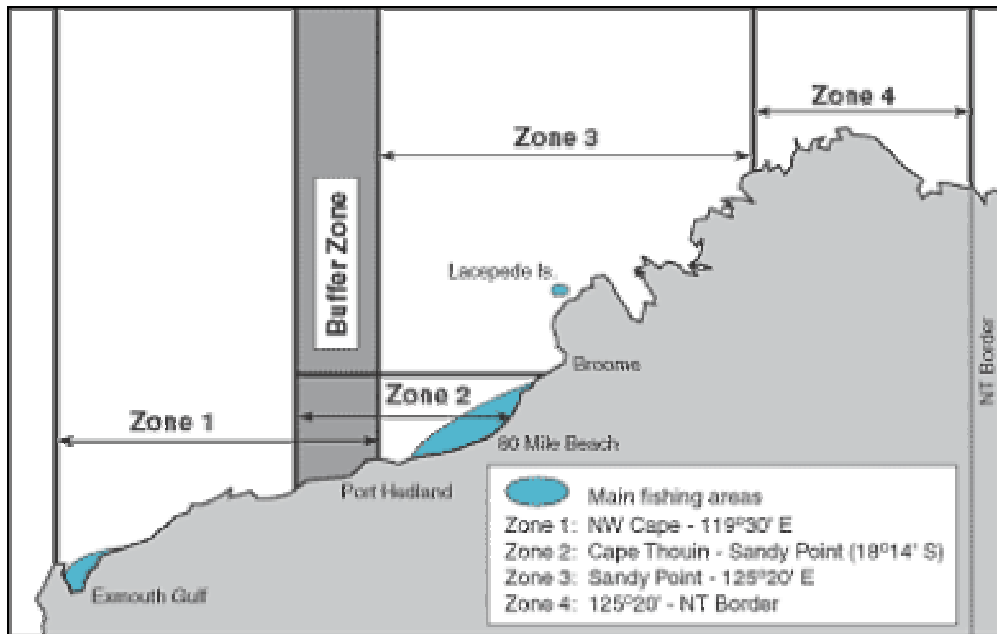 Zone 4
Zone 3
Buffer Zone
Lacepede Is.
Broome
NT Border
Zone 2
Zone 1
80 Mile Beach
Port Hedland
Exmouth Gulf
Main fishing areas
Zone 1: NW Cape - 119°30' E
Zone 2: Cape Thouin - Sandy Point (18°14' S)
Zone 3: Sandy Point - 125°20' E
Zone 4: 125°20' - NT Border